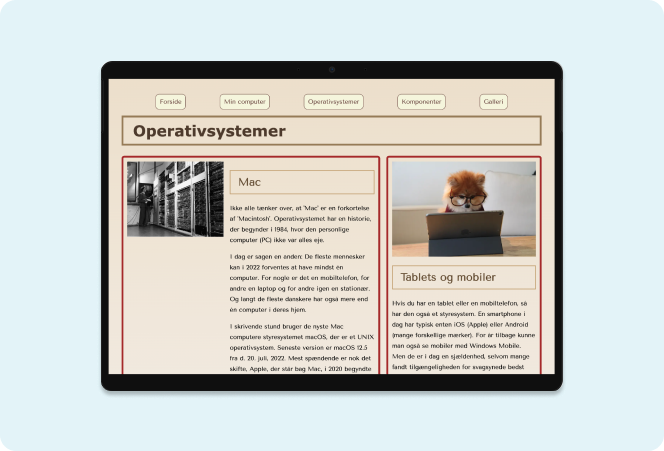 Forside
Min computer
Operativsystemer
Komponenter
Galleri
Operativsystemer
Mac
Ikke alle tænker over, at 'Mac' er en forkortelse
af 'Macintosh'. Operativsystemet har en historie,
der begynder i 1984, hvor den personlige
computer (PC) ikke var alles eje.
I dag er sagen en anden: De fleste mennesker
kan i 2022 forventes at have mindst én
computer. For nogle er det en mobiltelefon, for
andre en laptop og for andre igen en stationær.
Og langt de fleste danskere har også mere end
én computer i deres hjem.
I skrivende stund bruger de nyste Mac
computere styresystemet macOS, der er et UNIX
operativsystem. Seneste version er macOS 12.5
fra d. 20. juli, 2022. Mest spændende er nok det
skifte, Apple, der står bag Mac, i 2020 begyndte
Tablets og mobiler
Hvis du har en tablet eller en mobiltelefon, så
har den også et styresystem. En smartphone i
dag har typisk enten iOS (Apple) eller Android
(mange forskellige mærker). For år tilbage kunne
man også se mobiler med Windows Mobile.
Men de er i dag en sjældenhed, selvom mange
fandt tilgængeligheden for svagsynede bedst